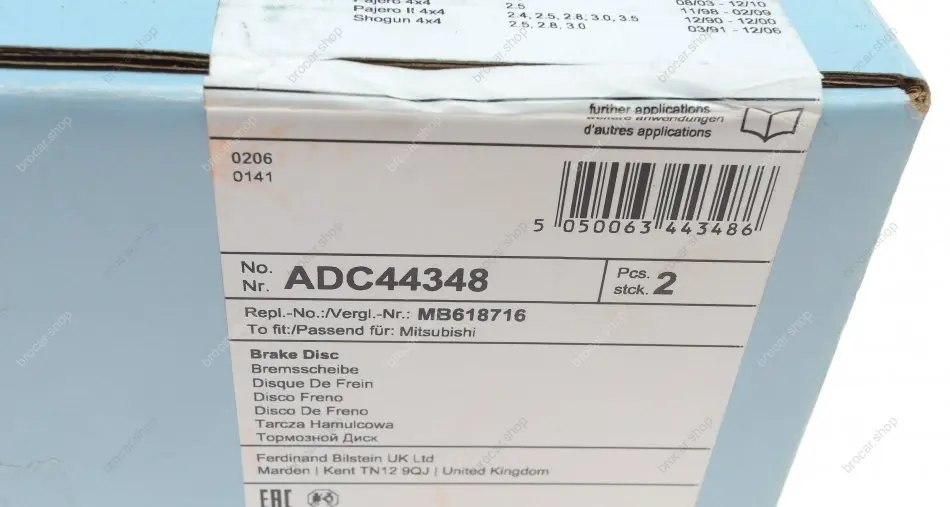 Pajero 4x4 2.5 08/03 - 12/10
Pajero II 4x4 2.4, 2.5, 2.8, 3.0, 3.5 11/98 - 02/09
Shogun 4x4 2.5, 2.8, 3.0 12/90 - 12/00
03/91 - 12/06
further applications
weitere anwendungen
d'autres applications
0206
0141
5 050063 443486
No.
Nr. ADC44348
Pcs.
stck. 2
Repl.-No.:/Vergl.-Nr.: MB618716
To fit:/Passend für: Mitsubishi
Brake Disc
Bremsscheibe
Disque De Frein
Disco Freno
Disco De Freno
Tarcza Hamulcowa
Тормозной Диск
Ferdinand Bilstein UK Ltd
Marden | Kent TN12 9QJ | United Kingdom
EAC
brocar.shop